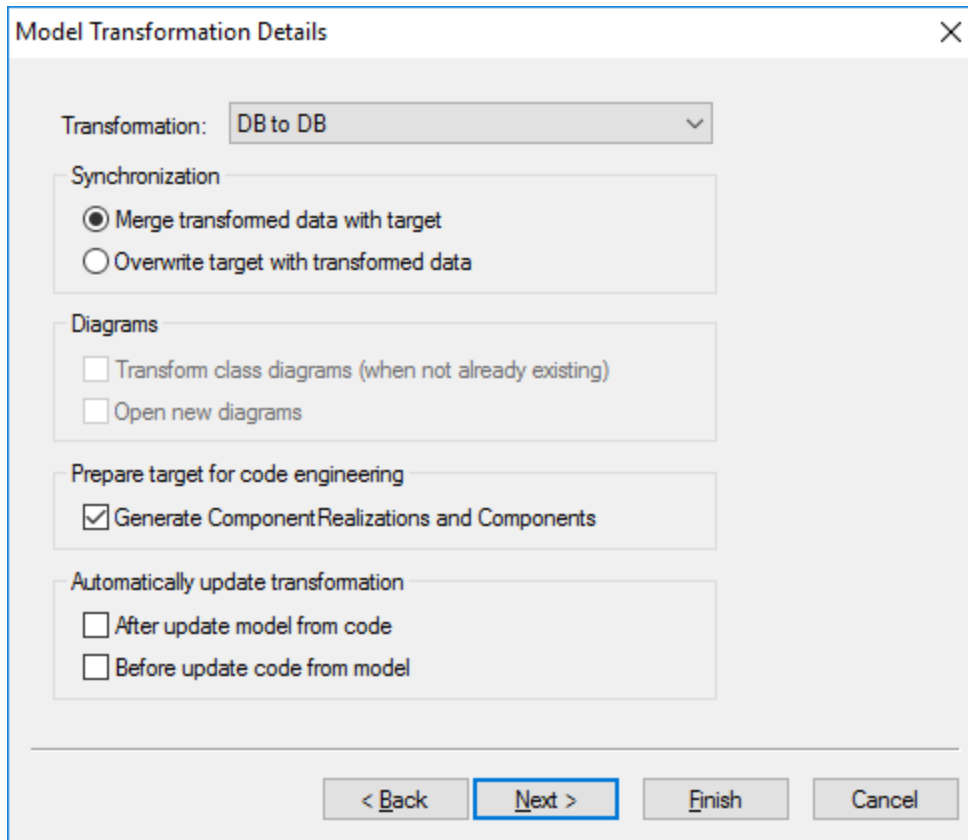 Model Transformation Details
Transformation: DB to DB
Synchronization
Merge transformed data with target
Overwrite target with transformed data
Diagrams
Transform class diagrams (when not already existing)
Open new diagrams
Prepare target for code engineering
Generate ComponentRealizations and Components
Automatically update transformation
After update model from code
Before update code from model
< Back Next > Finish Cancel